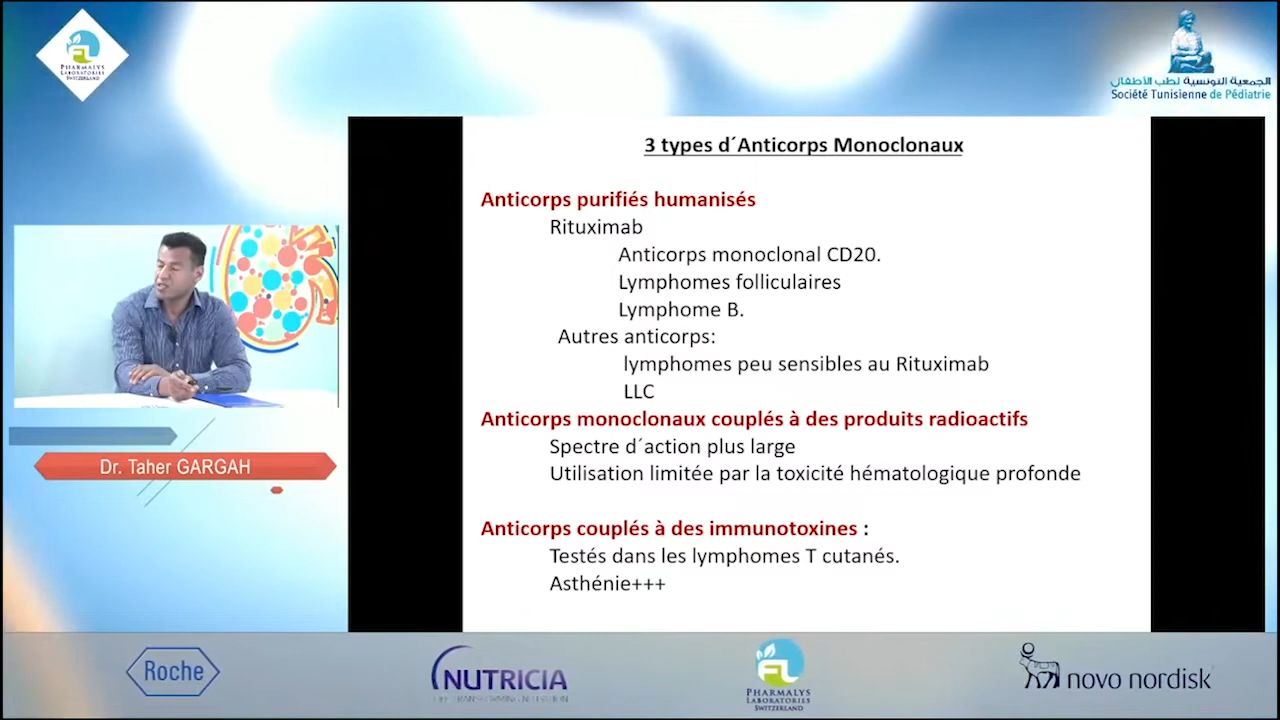 PHARMALYS
LABORATORIES
SWITZERLAND
الجمعية التونسية لطب الأطفال
Société Tunisienne de Pédiatrie
3 types d´Anticorps Monoclonaux
Anticorps purifiés humanisés
Rituximab
Anticorps monoclonal CD20.
Lymphomes folliculaires
Lymphome B.
Autres anticorps:
lymphomes peu sensibles au Rituximab
LLC
Anticorps monoclonaux couplés à des produits radioactifs
Spectre d´action plus large
Utilisation limitée par la toxicité hématologique profonde
Anticorps couplés à des immunotoxines :
Testés dans les lymphomes T cutanés.
Asthénie+++
Dr. Taher GARGAH
Roche
NUTRICIA
PHARMALYS
LABORATORIES
SWITZERLAND
novo nordisk